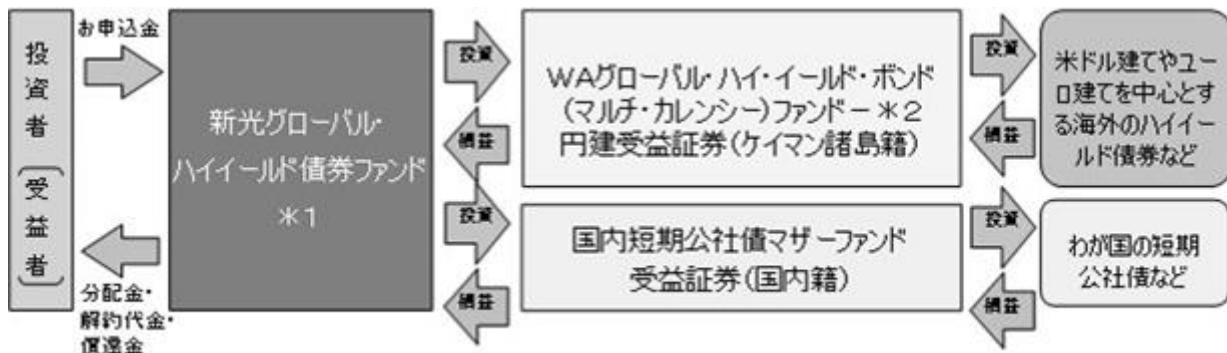 投資者(受益者)
お申込金
分配金・
解約代金・
償還金
新光グローバル・
ハイイールド債券ファンド
＊1
投資
損益
投資
損益
WAグローバル・ハイ・イールド・ボンド
(マルチ・カレンシー)ファンド－＊2
円建受益証券(ケイマン諸島籍)
国内短期公社債マザーファンド
受益証券(国内籍)
投資
損益
投資
損益
米ドル建てやユー
ロ建てを中心とす
る海外のハイイー
ルド債券など
わが国の短期
公社債など